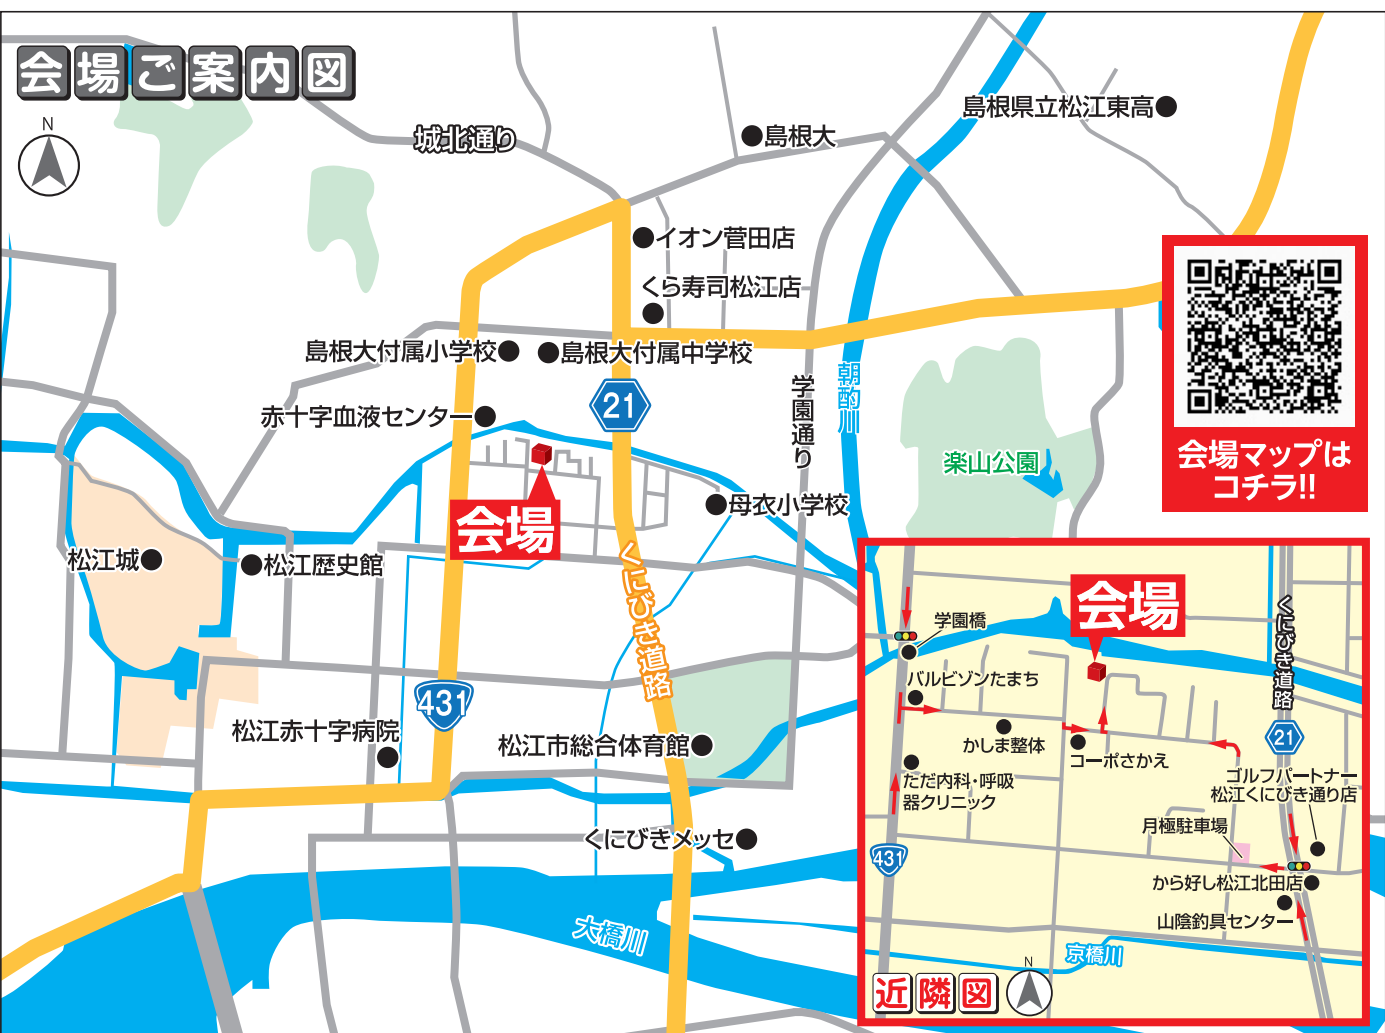 会場ご案内図
N
城北通り
島根大
島根県立松江東高
イオン菅田店
くら寿司松江店
島根大付属小学校
島根大付属中学校
21
学園通り
朝酌川
赤十字血液センター
楽山公園
会場マップは
コチラ!!
母衣小学校
会場
松江城
松江歴史館
くにびき道路
431
松江赤十字病院
松江市総合体育館
くにびきメッセ
大橋川
会場
学園橋
くにびき道路
バルビゾンたまち
かしま整体
コーポさかえ
21
ただ内科・呼吸
器クリニック
ゴルフパートナー
松江くにびき通り店
月極駐車場
431
から好し松江北田店
山陰釣具センター
京橋川
近隣図
N